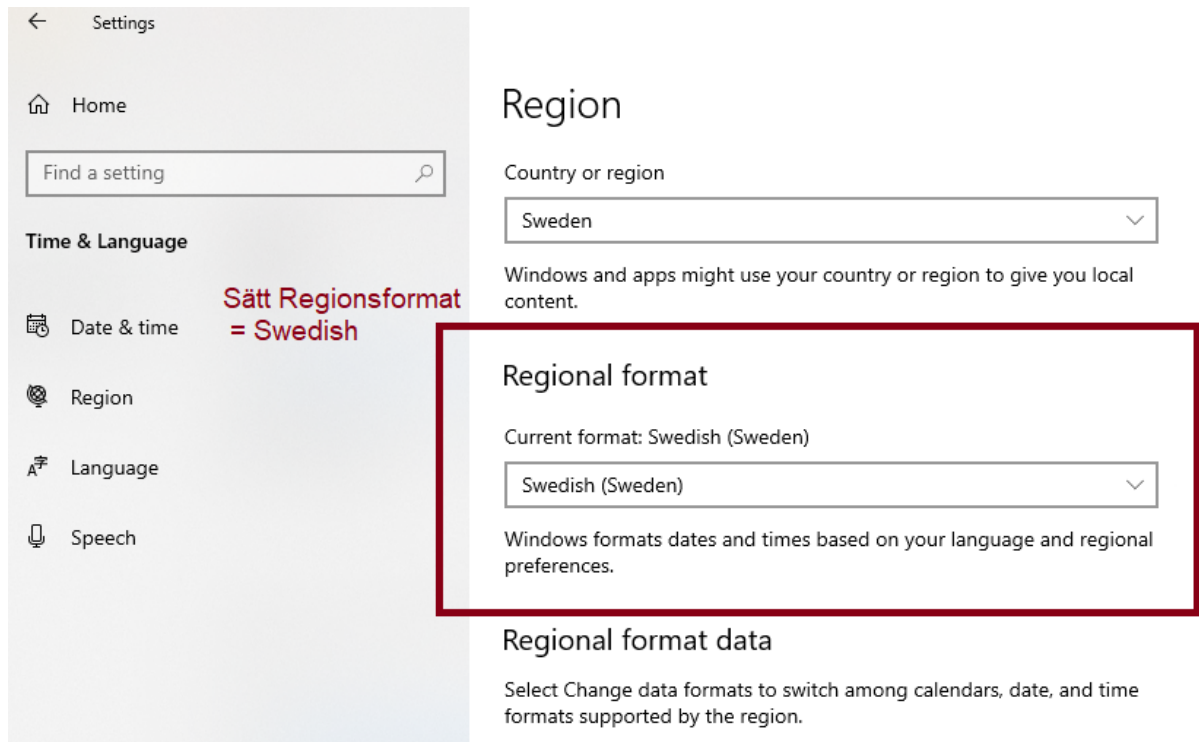 Settings
Home
Find a setting
Time & Language
Sätt Regionsformat
= Swedish
Date & time
Region
Language
Speech
Region
Country or region
Sweden
Windows and apps might use your country or region to give you local
content.
Regional format
Current format: Swedish (Sweden)
Swedish (Sweden)
Windows formats dates and times based on your language and regional
preferences.
Regional format data
Select Change data formats to switch among calendars, date, and time
formats supported by the region.